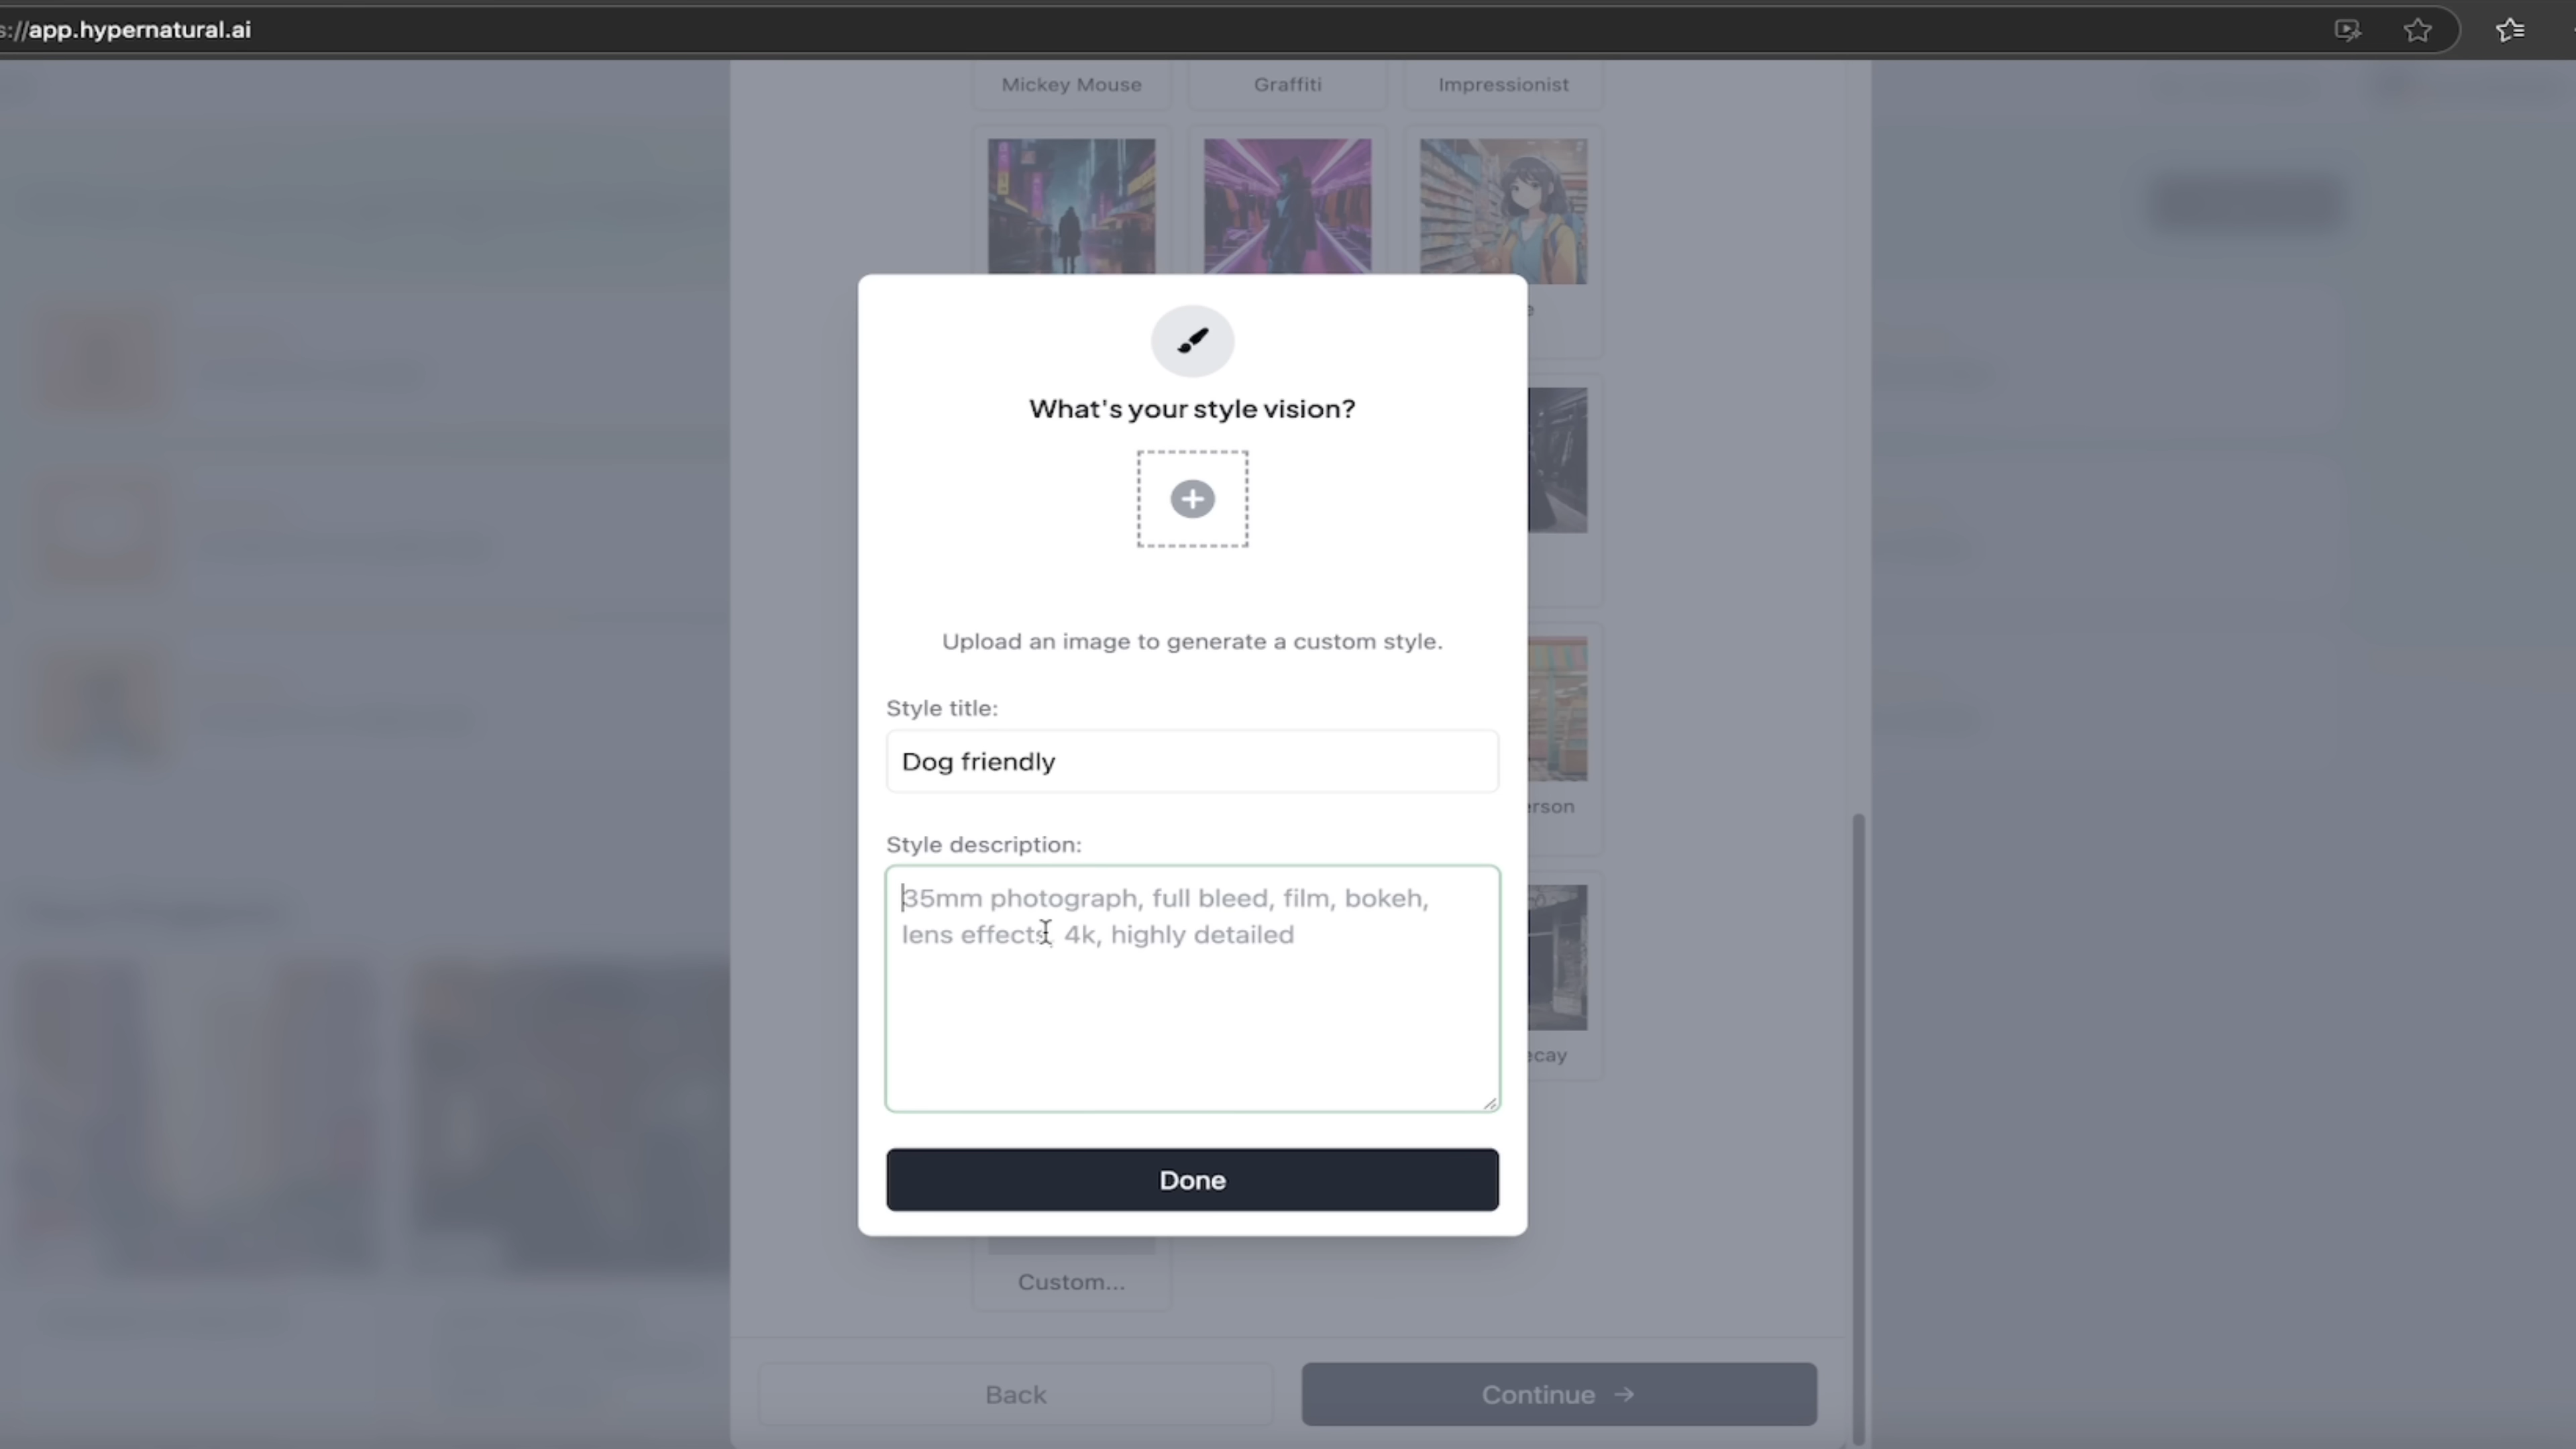 s://app.hypernatural.ai
Mickey Mouse
Graffiti
Impressionist
What's your style vision?
Upload an image to generate a custom style.
Style title:
Dog friendly
Style description:
35mm photograph, full bleed, film, bokeh,
lens effects, 4k, highly detailed
Done
Custom...
Back
Continue →